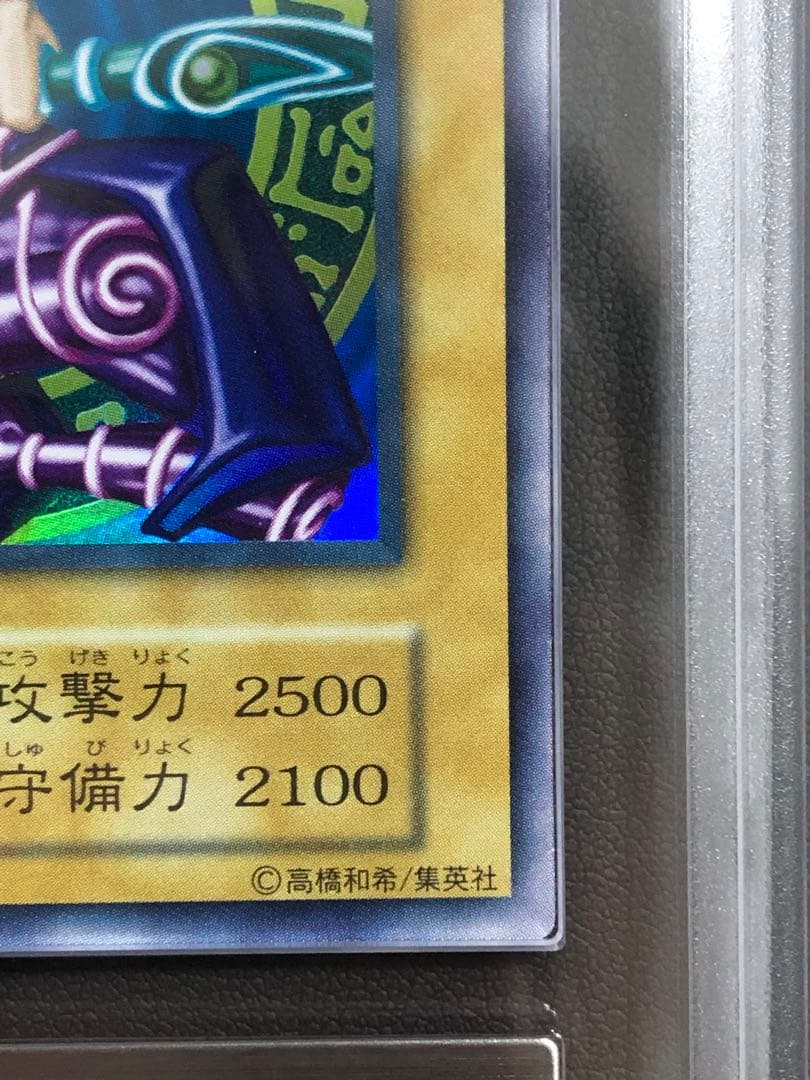 こう げき りょく
攻撃力 2500
しゅ び りょく
守備力 2100
©高橋和希/集英社